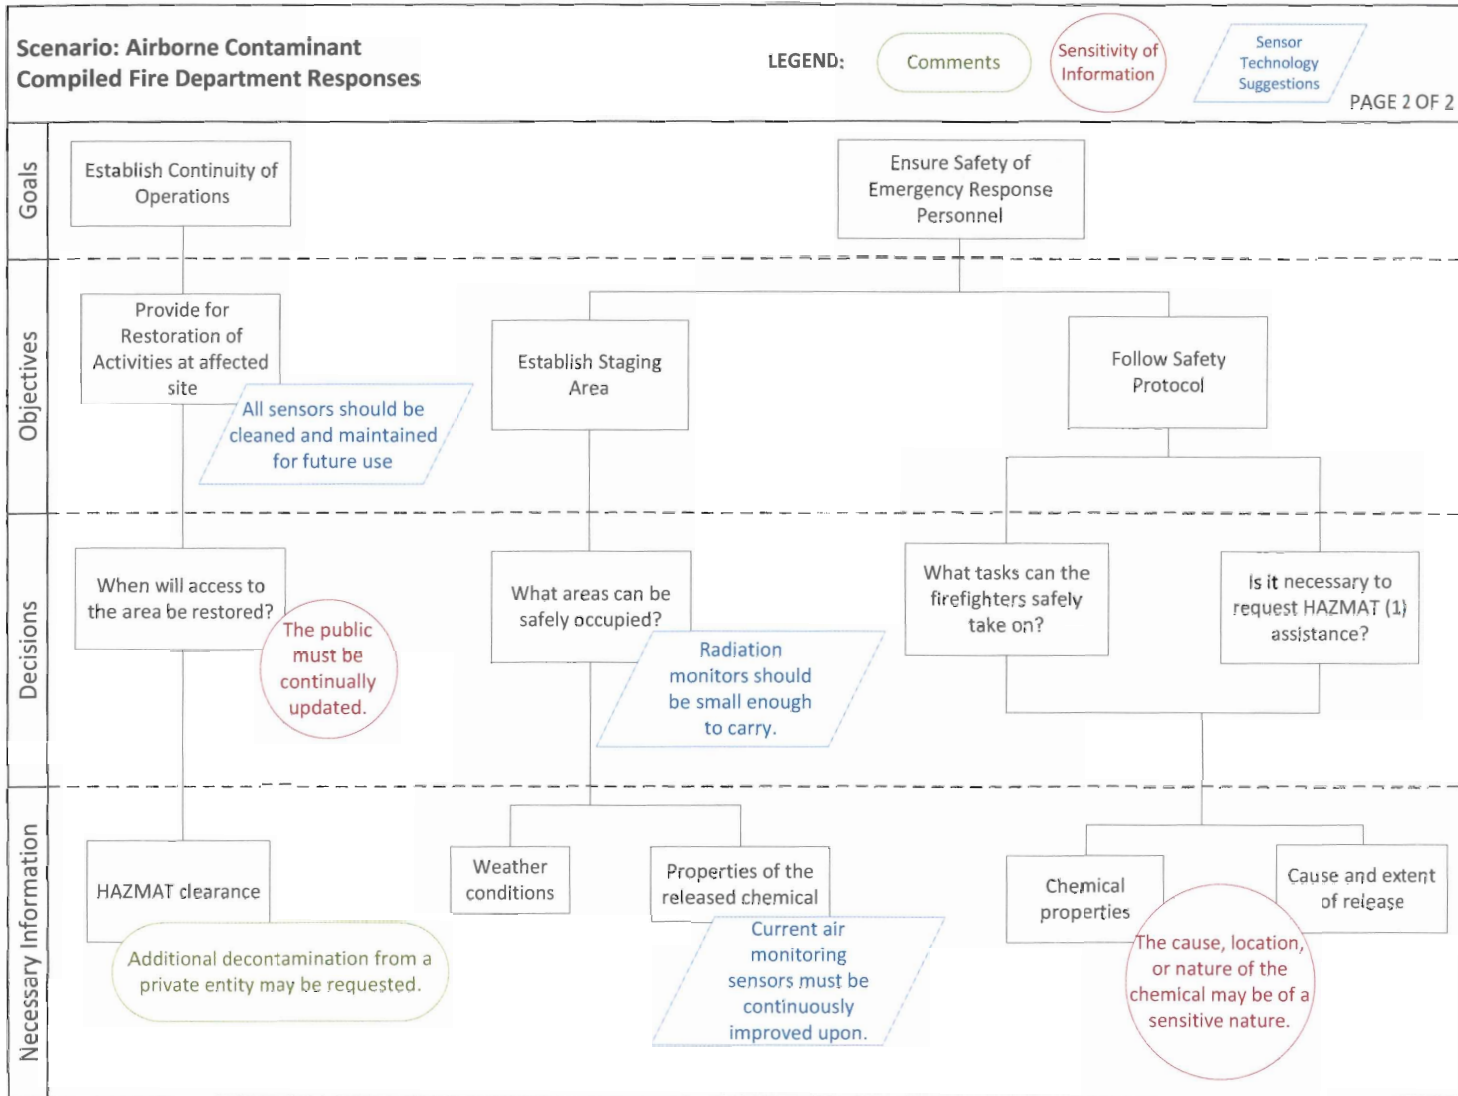 Scenario: Airborne Contaminant
Compiled Fire Department Responses
LEGEND:
Comments
Sensitivity of
Information
Sensor
Technology
Suggestions
PAGE 2 OF 2
Goals
Establish Continuity of
Operations
Ensure Safety of
Emergency Response
Personnel
Objectives
Provide for
Restoration of
Activities at affected
site
All sensors should be
cleaned and maintained
for future use
Establish Staging
Area
Follow Safety
Protocol
Decisions
When will access to
the area be restored?
The public
must be
continually
updated.
What areas can be
safely occupied?
Radiation
monitors should
be small enough
to carry.
What tasks can the
firefighters safely
take on?
Is it necessary to
request HAZMAT (1)
assistance?
Necessary Information
HAZMAT clearance
Additional decontamination from a
private entity may be requested.
Weather
conditions
Properties of the
released chemical
Current air
monitoring
sensors must be
continuously
improved upon.
Chemical
properties
Cause and extent
of release
The cause, location,
or nature of the
chemical may be of a
sensitive nature.